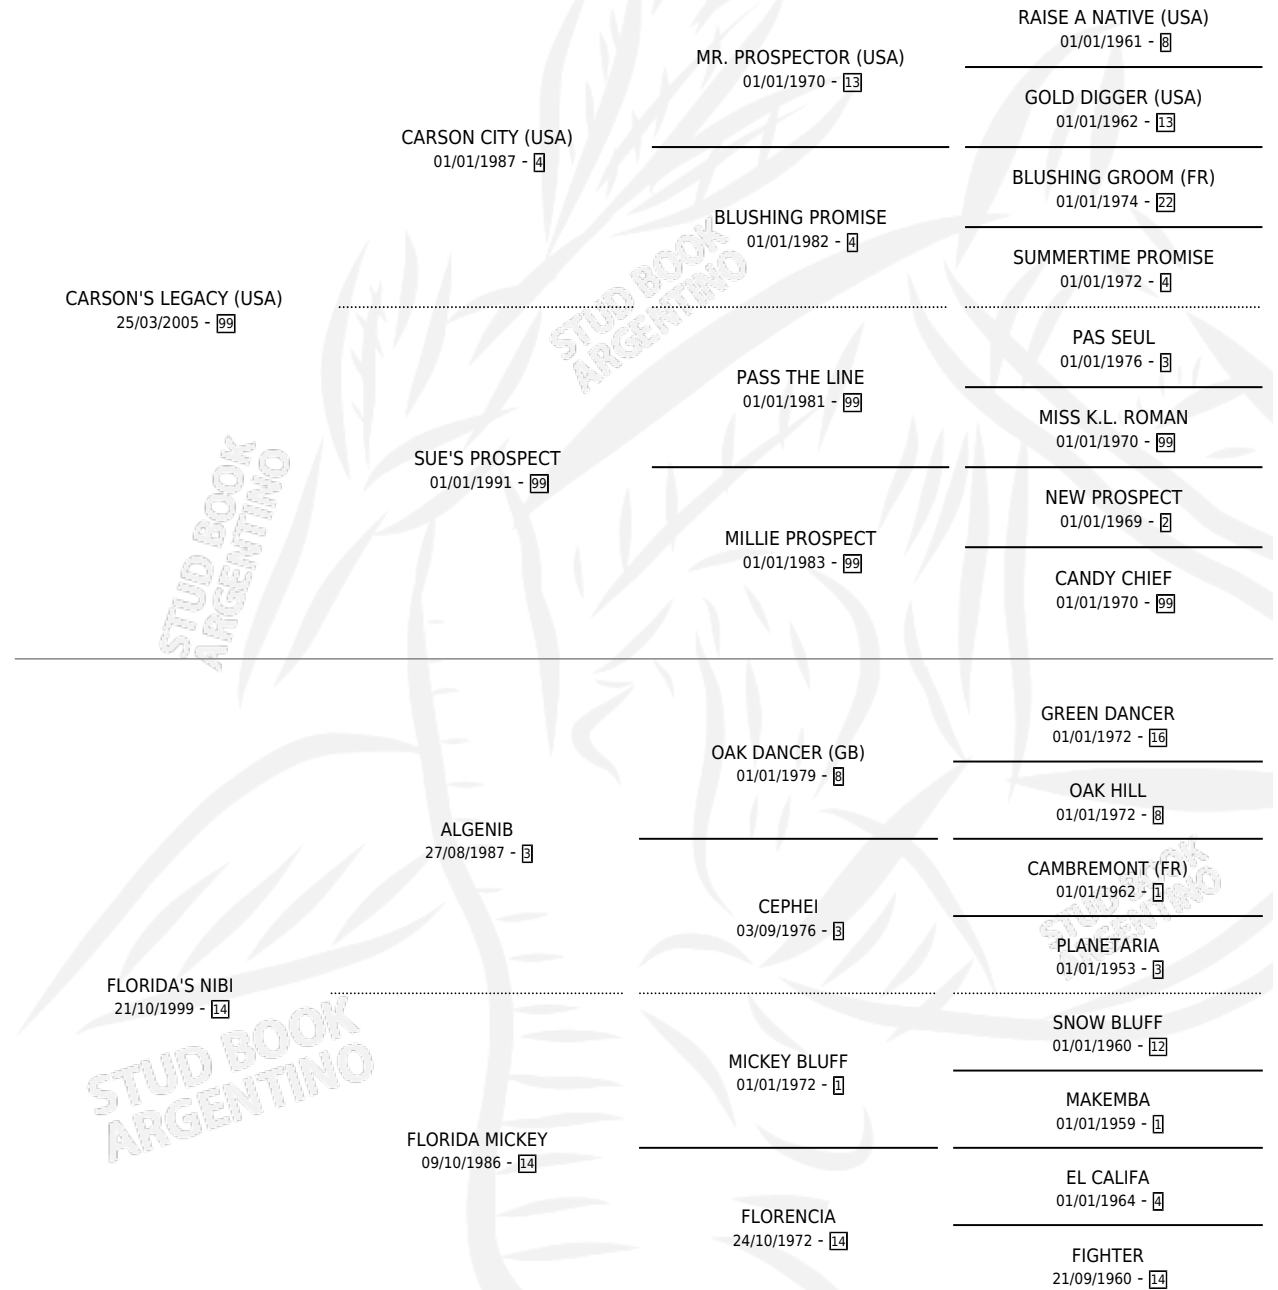 RAISE A NATIVE (USA)
01/01/1961 - 8
MR. PROSPECTOR (USA)
01/01/1970 - 13
GOLD DIGGER (USA)
01/01/1962 - 13
CARSON CITY (USA)
01/01/1987 - 4
BLUSHING GROOM (FR)
01/01/1974 - 22
BLUSHING PROMISE
01/01/1982 - 4
SUMMERTIME PROMISE
01/01/1972 - 4
CARSON'S LEGACY (USA)
25/03/2005 - 99
STUD BOOK
ARGENTINO
PAS SEUL
01/01/1976 - 3
PASS THE LINE
01/01/1981 - 99
MISS K.L. ROMAN
01/01/1970 - 99
SUE'S PROSPECT
01/01/1991 - 99
NEW PROSPECT
01/01/1969 - 2
MILLIE PROSPECT
01/01/1983 - 99
CANDY CHIEF
01/01/1970 - 99
STUD BOOK
ARGENTINO
GREEN DANCER
01/01/1972 - 16
OAK DANCER (GB)
01/01/1979 - 8
OAK HILL
01/01/1972 - 8
ALGENIB
27/08/1987 - 3
CAMBREMONT (FR)
01/01/1962 - 1
CEPHEI
03/09/1976 - 3
STUD BOOK
ARGENTINO
PLANETARIA
01/01/1953 - 3
FLORIDA'S NIBI
21/10/1999 - 14
SNOW BLUFF
01/01/1960 - 12
MICKEY BLUFF
01/01/1972 - 1
STUD BOOK
ARGENTINO
MAKEMBA
01/01/1959 - 1
FLORIDA MICKEY
09/10/1986 - 14
EL CALIFA
01/01/1964 - 4
FLORENCIA
24/10/1972 - 14
FIGHTER
21/09/1960 - 14